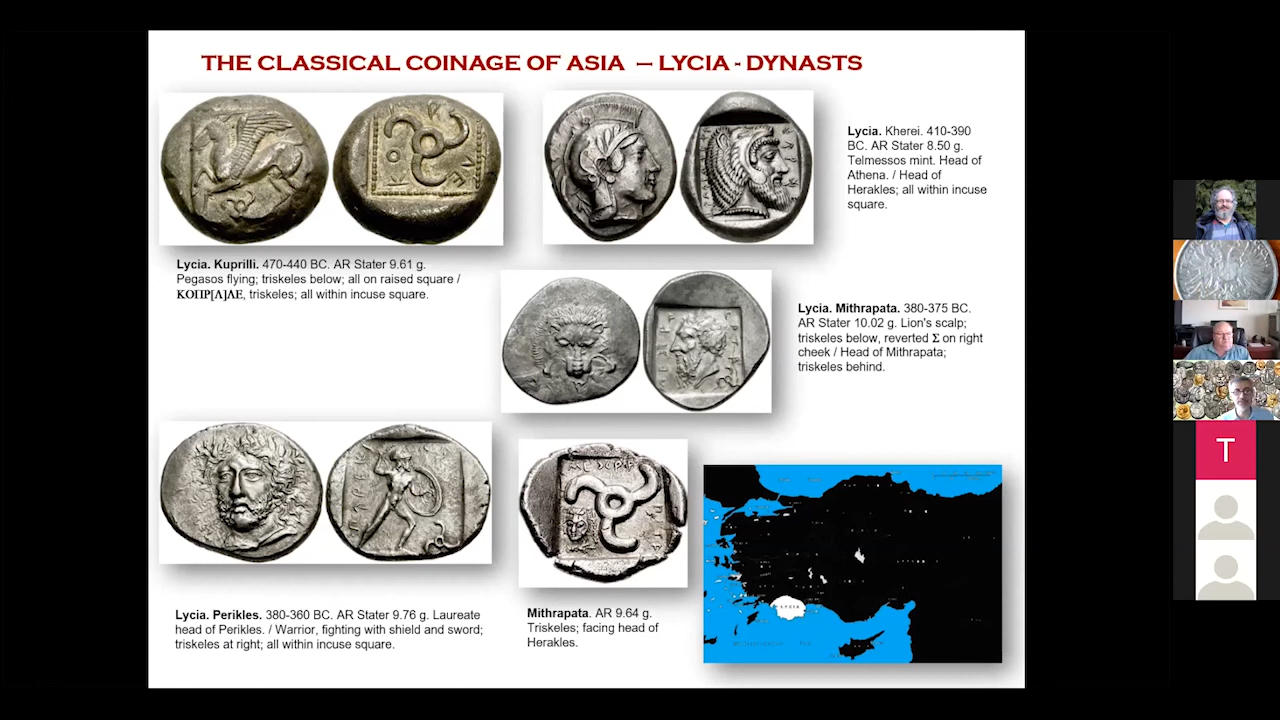 THE CLASSICAL COINAGE OF ASIA – LYCIA - DYNASTS
Lycia. Kherei. 410-390
BC. AR Stater 8.50 g.
Telmessos mint. Head of
Athena. / Head of
Herakles; all within incuse
square.
Lycia. Kuprilli. 470-440 BC. AR Stater 9.61 g.
Pegasos flying; triskeles below; all on raised square /
ΚΟΠΡ[Λ]ΛΕ, triskeles; all within incuse square.
Lycia. Mithrapata. 380-375 BC.
AR Stater 10.02 g. Lion's scalp;
triskeles below, reverted Σ on right
cheek / Head of Mithrapata;
triskeles behind.
Lycia. Perikles. 380-360 BC. AR Stater 9.76 g. Laureate
head of Perikles. / Warrior, fighting with shield and sword;
triskeles at right; all within incuse square.
Mithrapata. AR 9.64 g.
Triskeles; facing head of
Herakles.
LYCIA
T